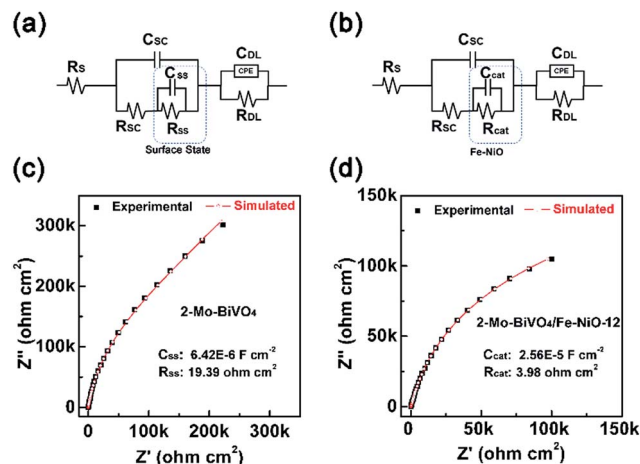 (a)
Rs
Csc
Css
Rsc
Rss
Surface State
CDL
CPE
RDL
(b)
Rs
Csc
Ccat
Rsc
Rcat
Fe-NiO
CDL
CPE
RDL
(c)
Experimental
Simulated
300k
200k
100k
0
Z'' (ohm cm²)
2-Mo-BiVO₄
Css: 6.42E-6 F cm⁻²
Rss: 19.39 ohm cm²
0 100k 200k 300k
Z' (ohm cm²)
(d)
Experimental
Simulated
150k
100k
50k
0
Z'' (ohm cm²)
2-Mo-BiVO₄/Fe-NiO-12
Ccat: 2.56E-5 F cm⁻²
Rcat: 3.98 ohm cm²
0 50k 100k 150k
Z' (ohm cm²)